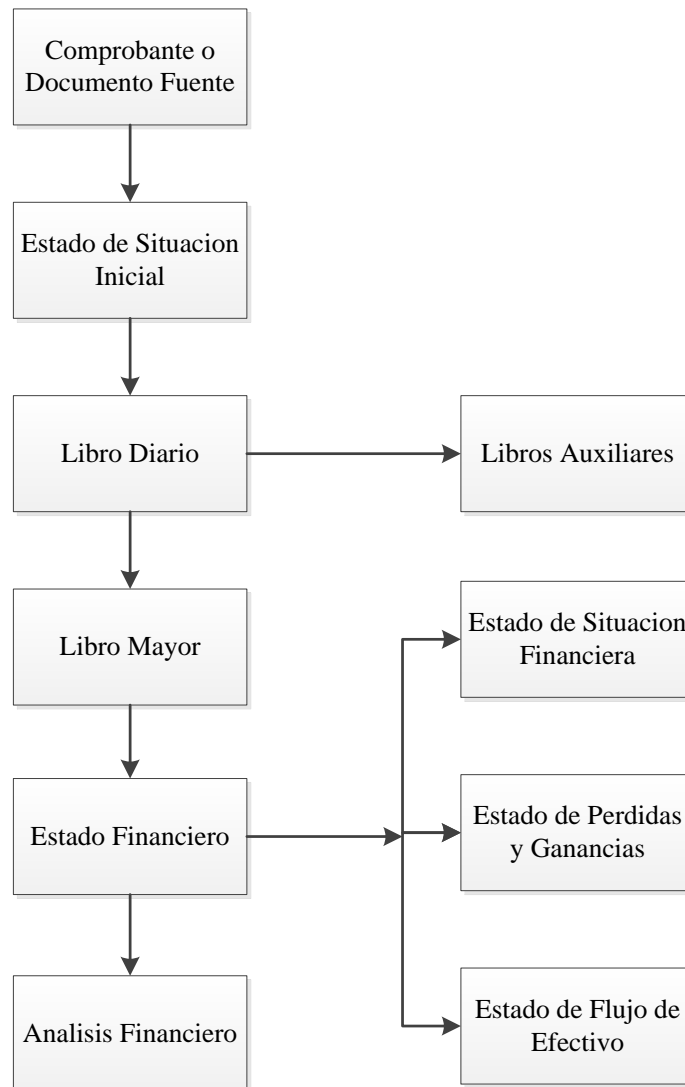 Comprobante o
Documento Fuente
Estado de Situacion
Inicial
Libro Diario
Libros Auxiliares
Libro Mayor
Estado de Situacion
Financiera
Estado Financiero
Estado de Perdidas
y Ganancias
Analisis Financiero
Estado de Flujo de
Efectivo